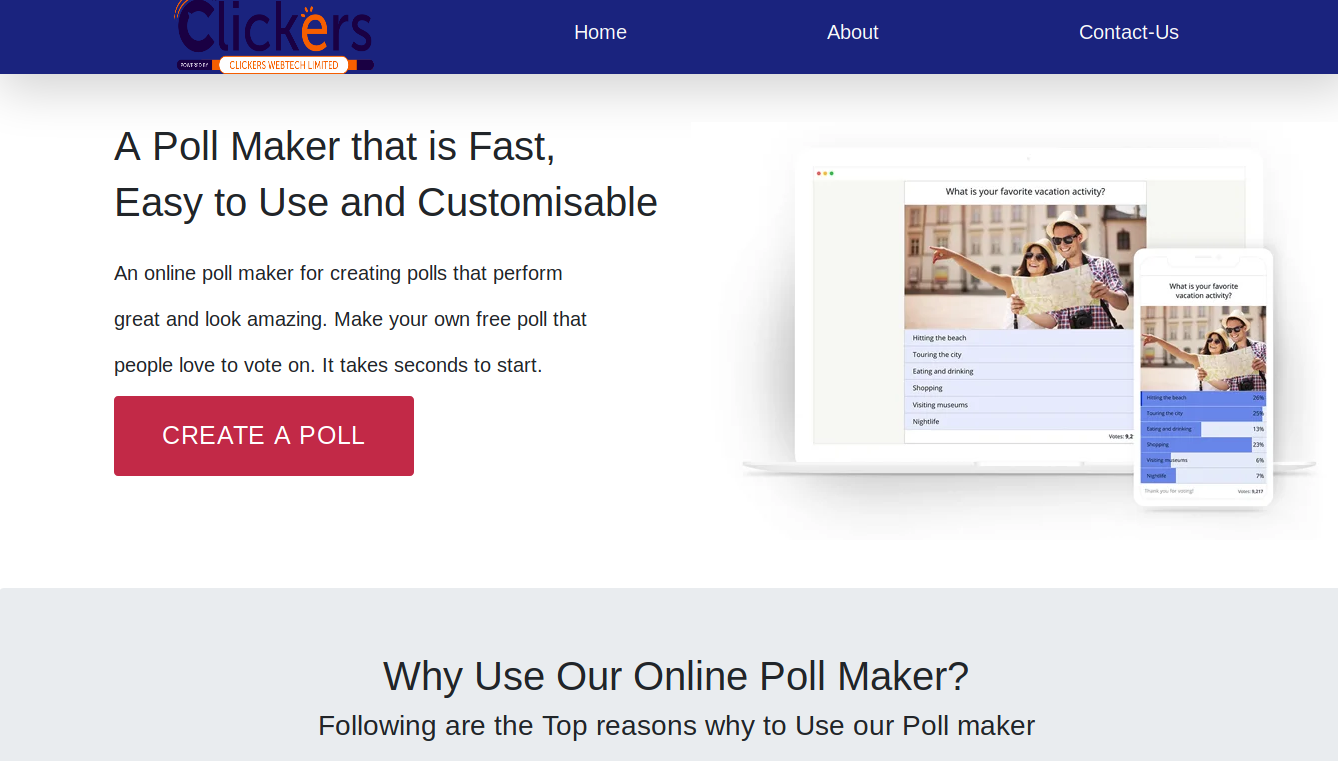 Clickers
POWERED BY
CLICKERS WEBTECH LIMITED
Home
About
Contact-Us
A Poll Maker that is Fast,
Easy to Use and Customisable
An online poll maker for creating polls that perform
great and look amazing. Make your own free poll that
people love to vote on. It takes seconds to start.
CREATE A POLL
What is your favorite vacation activity?
Hitting the beach
Touring the city
Eating and drinking
Shopping
Visiting museums
Nightlife
Votes: 9,2
What is your favorite
vacation activity?
Hitting the beach 26%
Touring the city 25%
Eating and drinking 13%
Shopping 23%
Visiting museums 6%
Nightlife 7%
Thank you for voting! Votes: 9,217
Why Use Our Online Poll Maker?
Following are the Top reasons why to Use our Poll maker